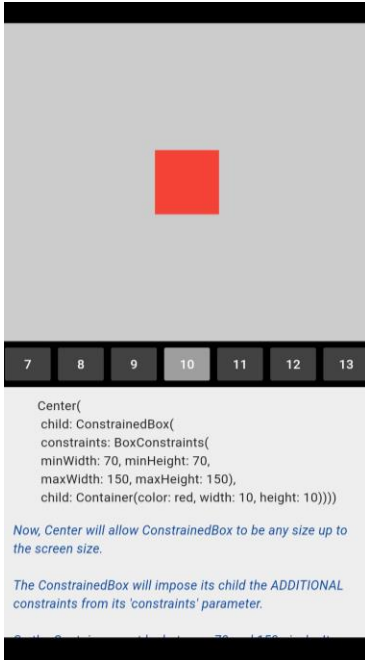 7 8 9 10 11 12 13
Center(
child: ConstrainedBox(
constraints: BoxConstraints(
minWidth: 70, minHeight: 70,
maxWidth: 150, maxHeight: 150),
child: Container(color: red, width: 10, height: 10))))
Now, Center will allow ConstrainedBox to be any size up to
the screen size.
The ConstrainedBox will impose its child the ADDITIONAL
constraints from its 'constraints' parameter.